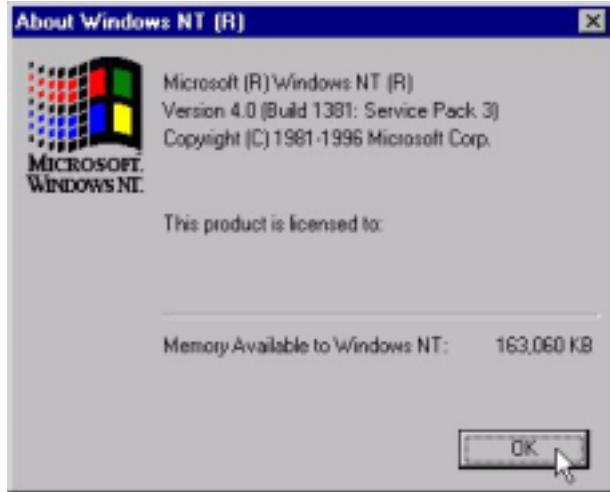 About Windows NT (R)
MICROSOFT.
WINDOWS NT.
Microsoft (R) Windows NT (R)
Version 4.0 (Build 1381: Service Pack 3)
Copyright (C) 1981-1996 Microsoft Corp.
This product is licensed to:
Memory Available to Windows NT: 163,060 KB
OK